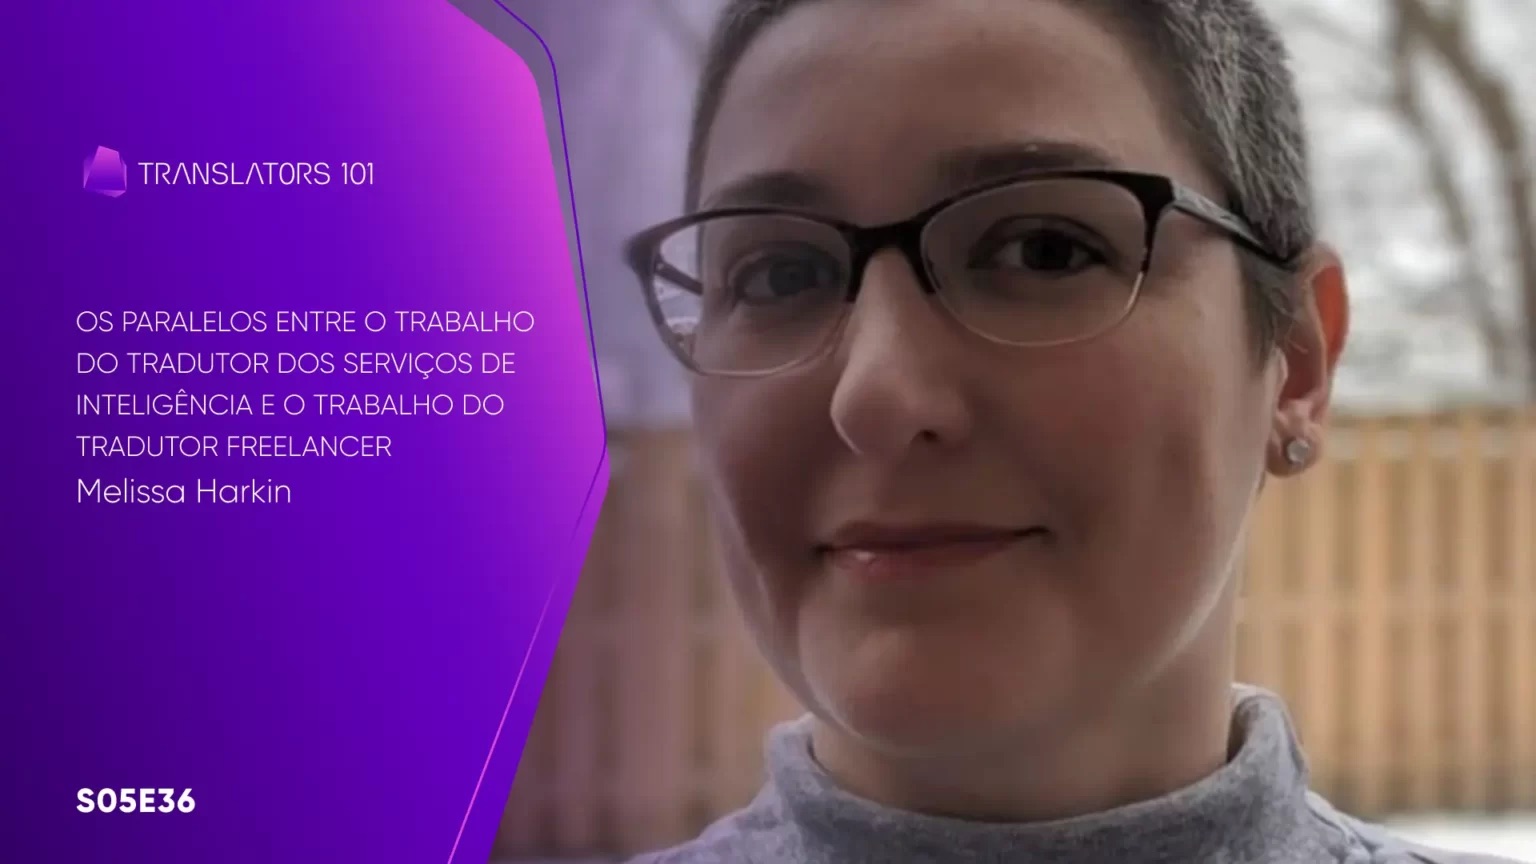 TRANSLATORS 101
OS PARALELOS ENTRE O TRABALHO
DO TRADUTOR DOS SERVIÇOS DE
INTELIGÊNCIA E O TRABALHO DO
TRADUTOR FREELANCER
Melissa Harkin
S05E36